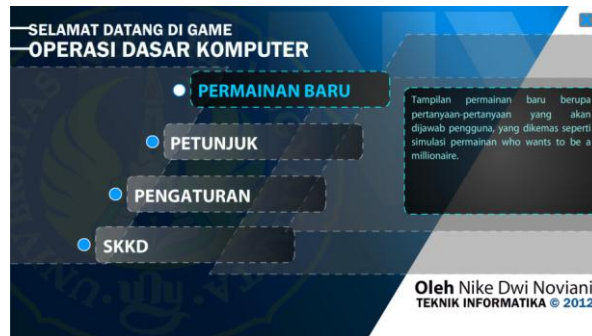 SELAMAT DATANG DI GAME
OPERASI DASAR KOMPUTER
PERMAINAN BARU
PETUNJUK
PENGATURAN
SKKD
Tampilan permainan baru berupa
pertanyaan-pertanyaan yang akan
dijawab pengguna, yang dikemas seperti
simulasi permainan who wants to be a
millionaire.
Oleh Nike Dwi Noviani
TEKNIK INFORMATIKA © 2012